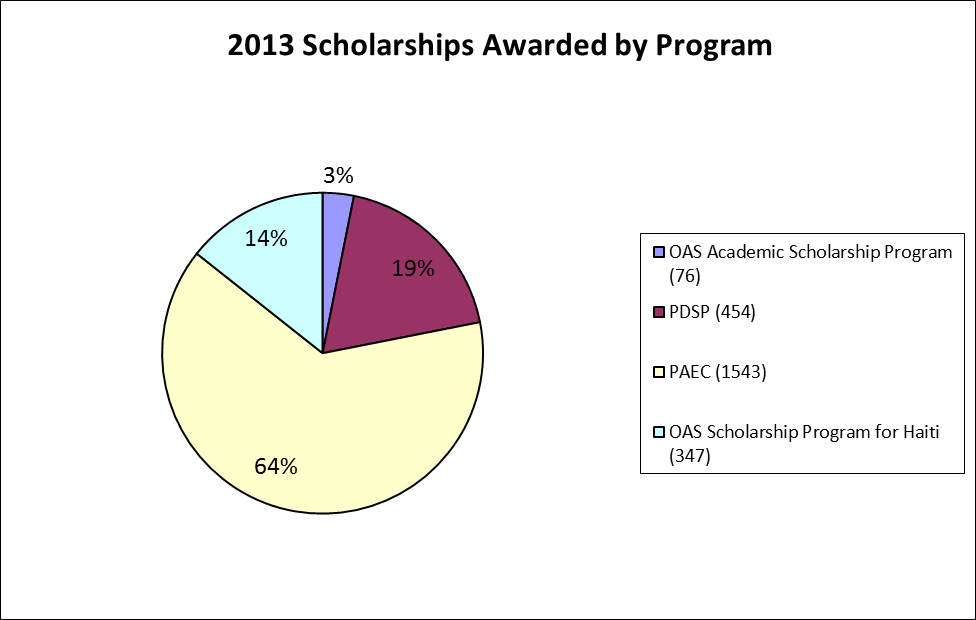 2013 Scholarships Awarded by Program
3%
14%
19%
64%
OAS Academic Scholarship Program
(76)
PDSP (454)
PAEC (1543)
OAS Scholarship Program for Haiti
(347)